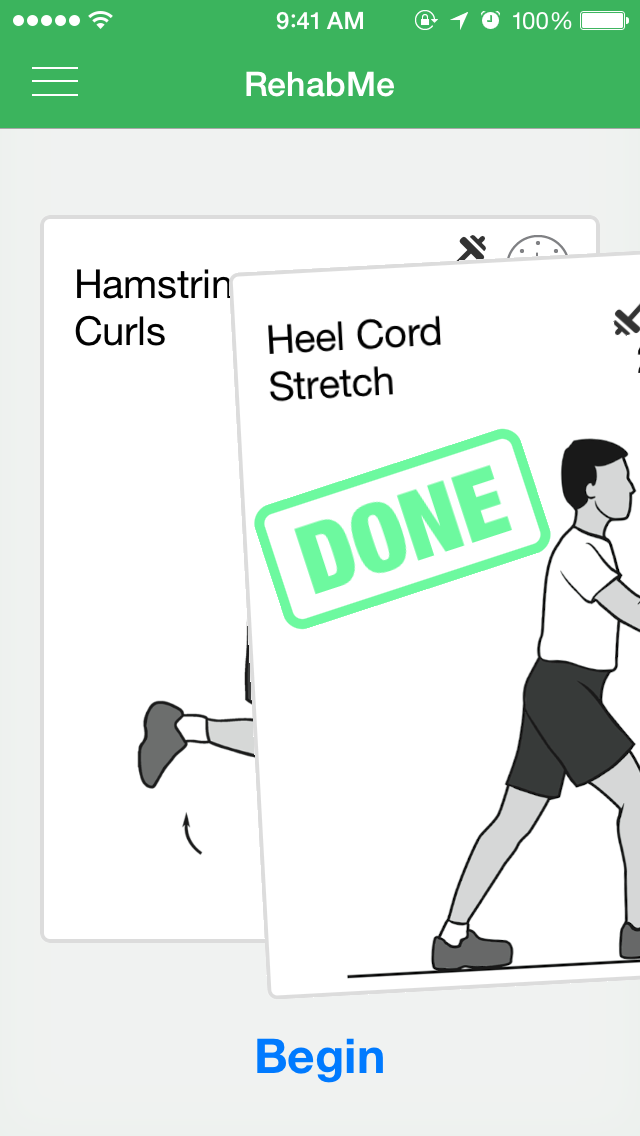 9:41 AM
100%
RehabMe
Hamstrin
Curls
Heel Cord
Stretch
DONE
Begin